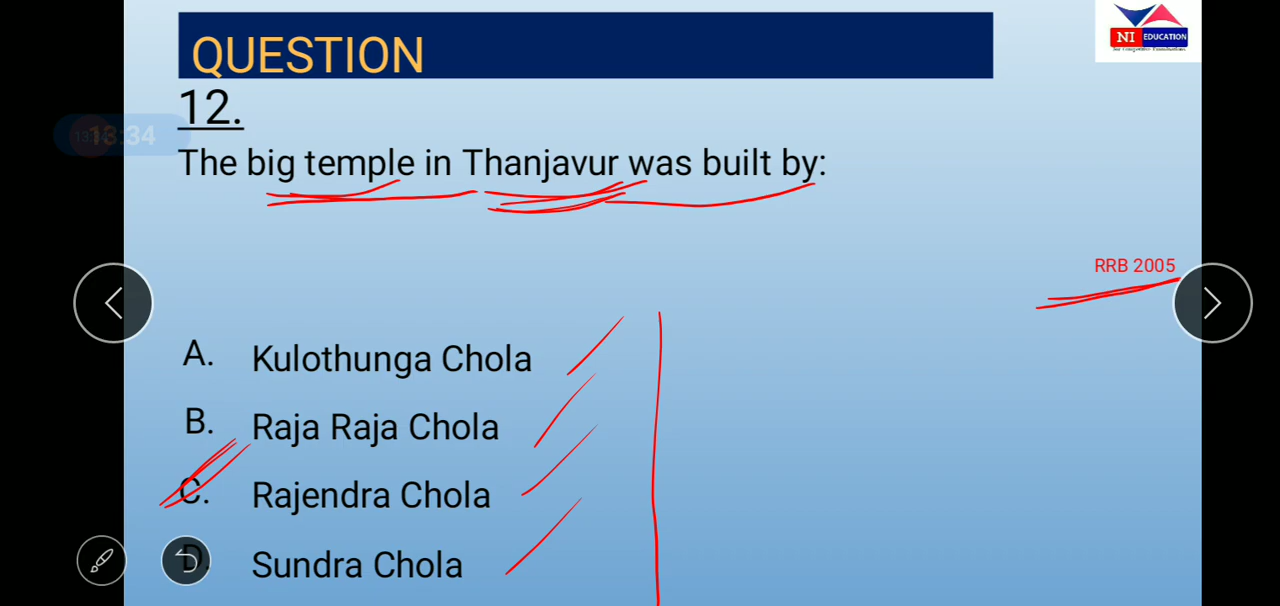 NI EDUCATION
QUESTION
12.
13:34
The big temple in Thanjavur was built by:
RRB 2005
A. Kulothunga Chola
B. Raja Raja Chola
C. Rajendra Chola
D. Sundra Chola